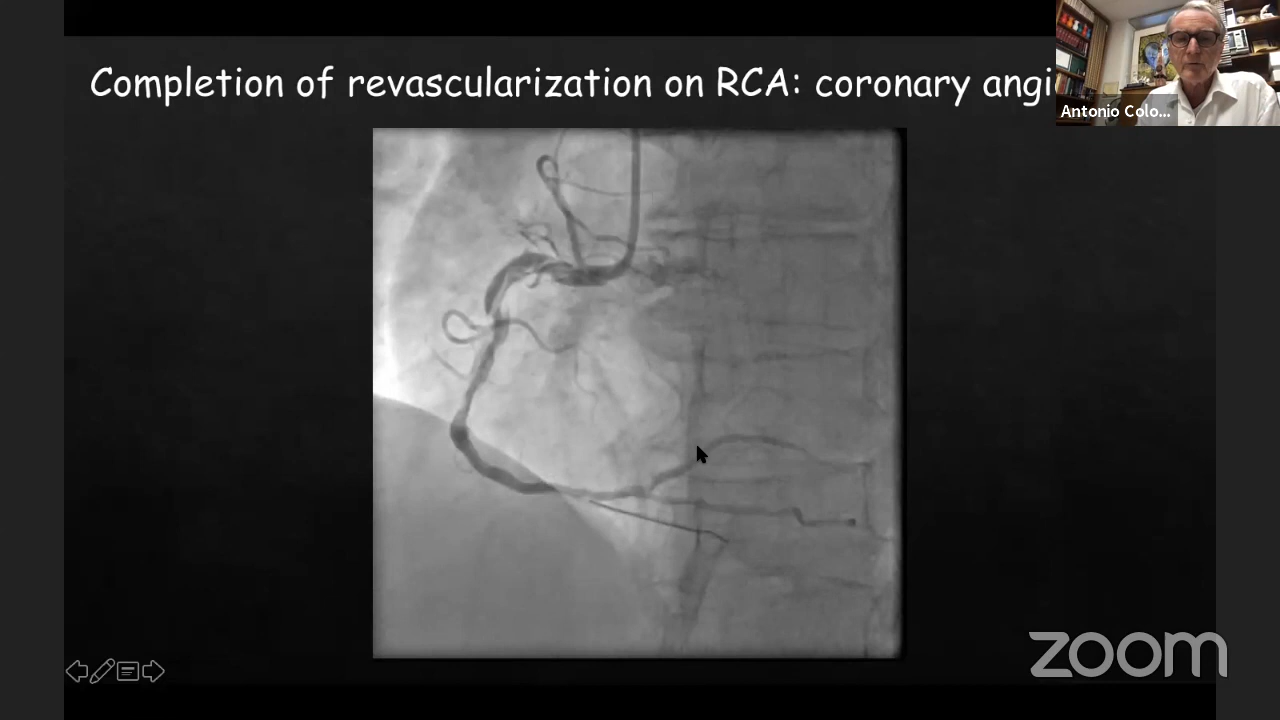 Completion of revascularization on RCA: coronary angi
Antonio Colo...
zoom